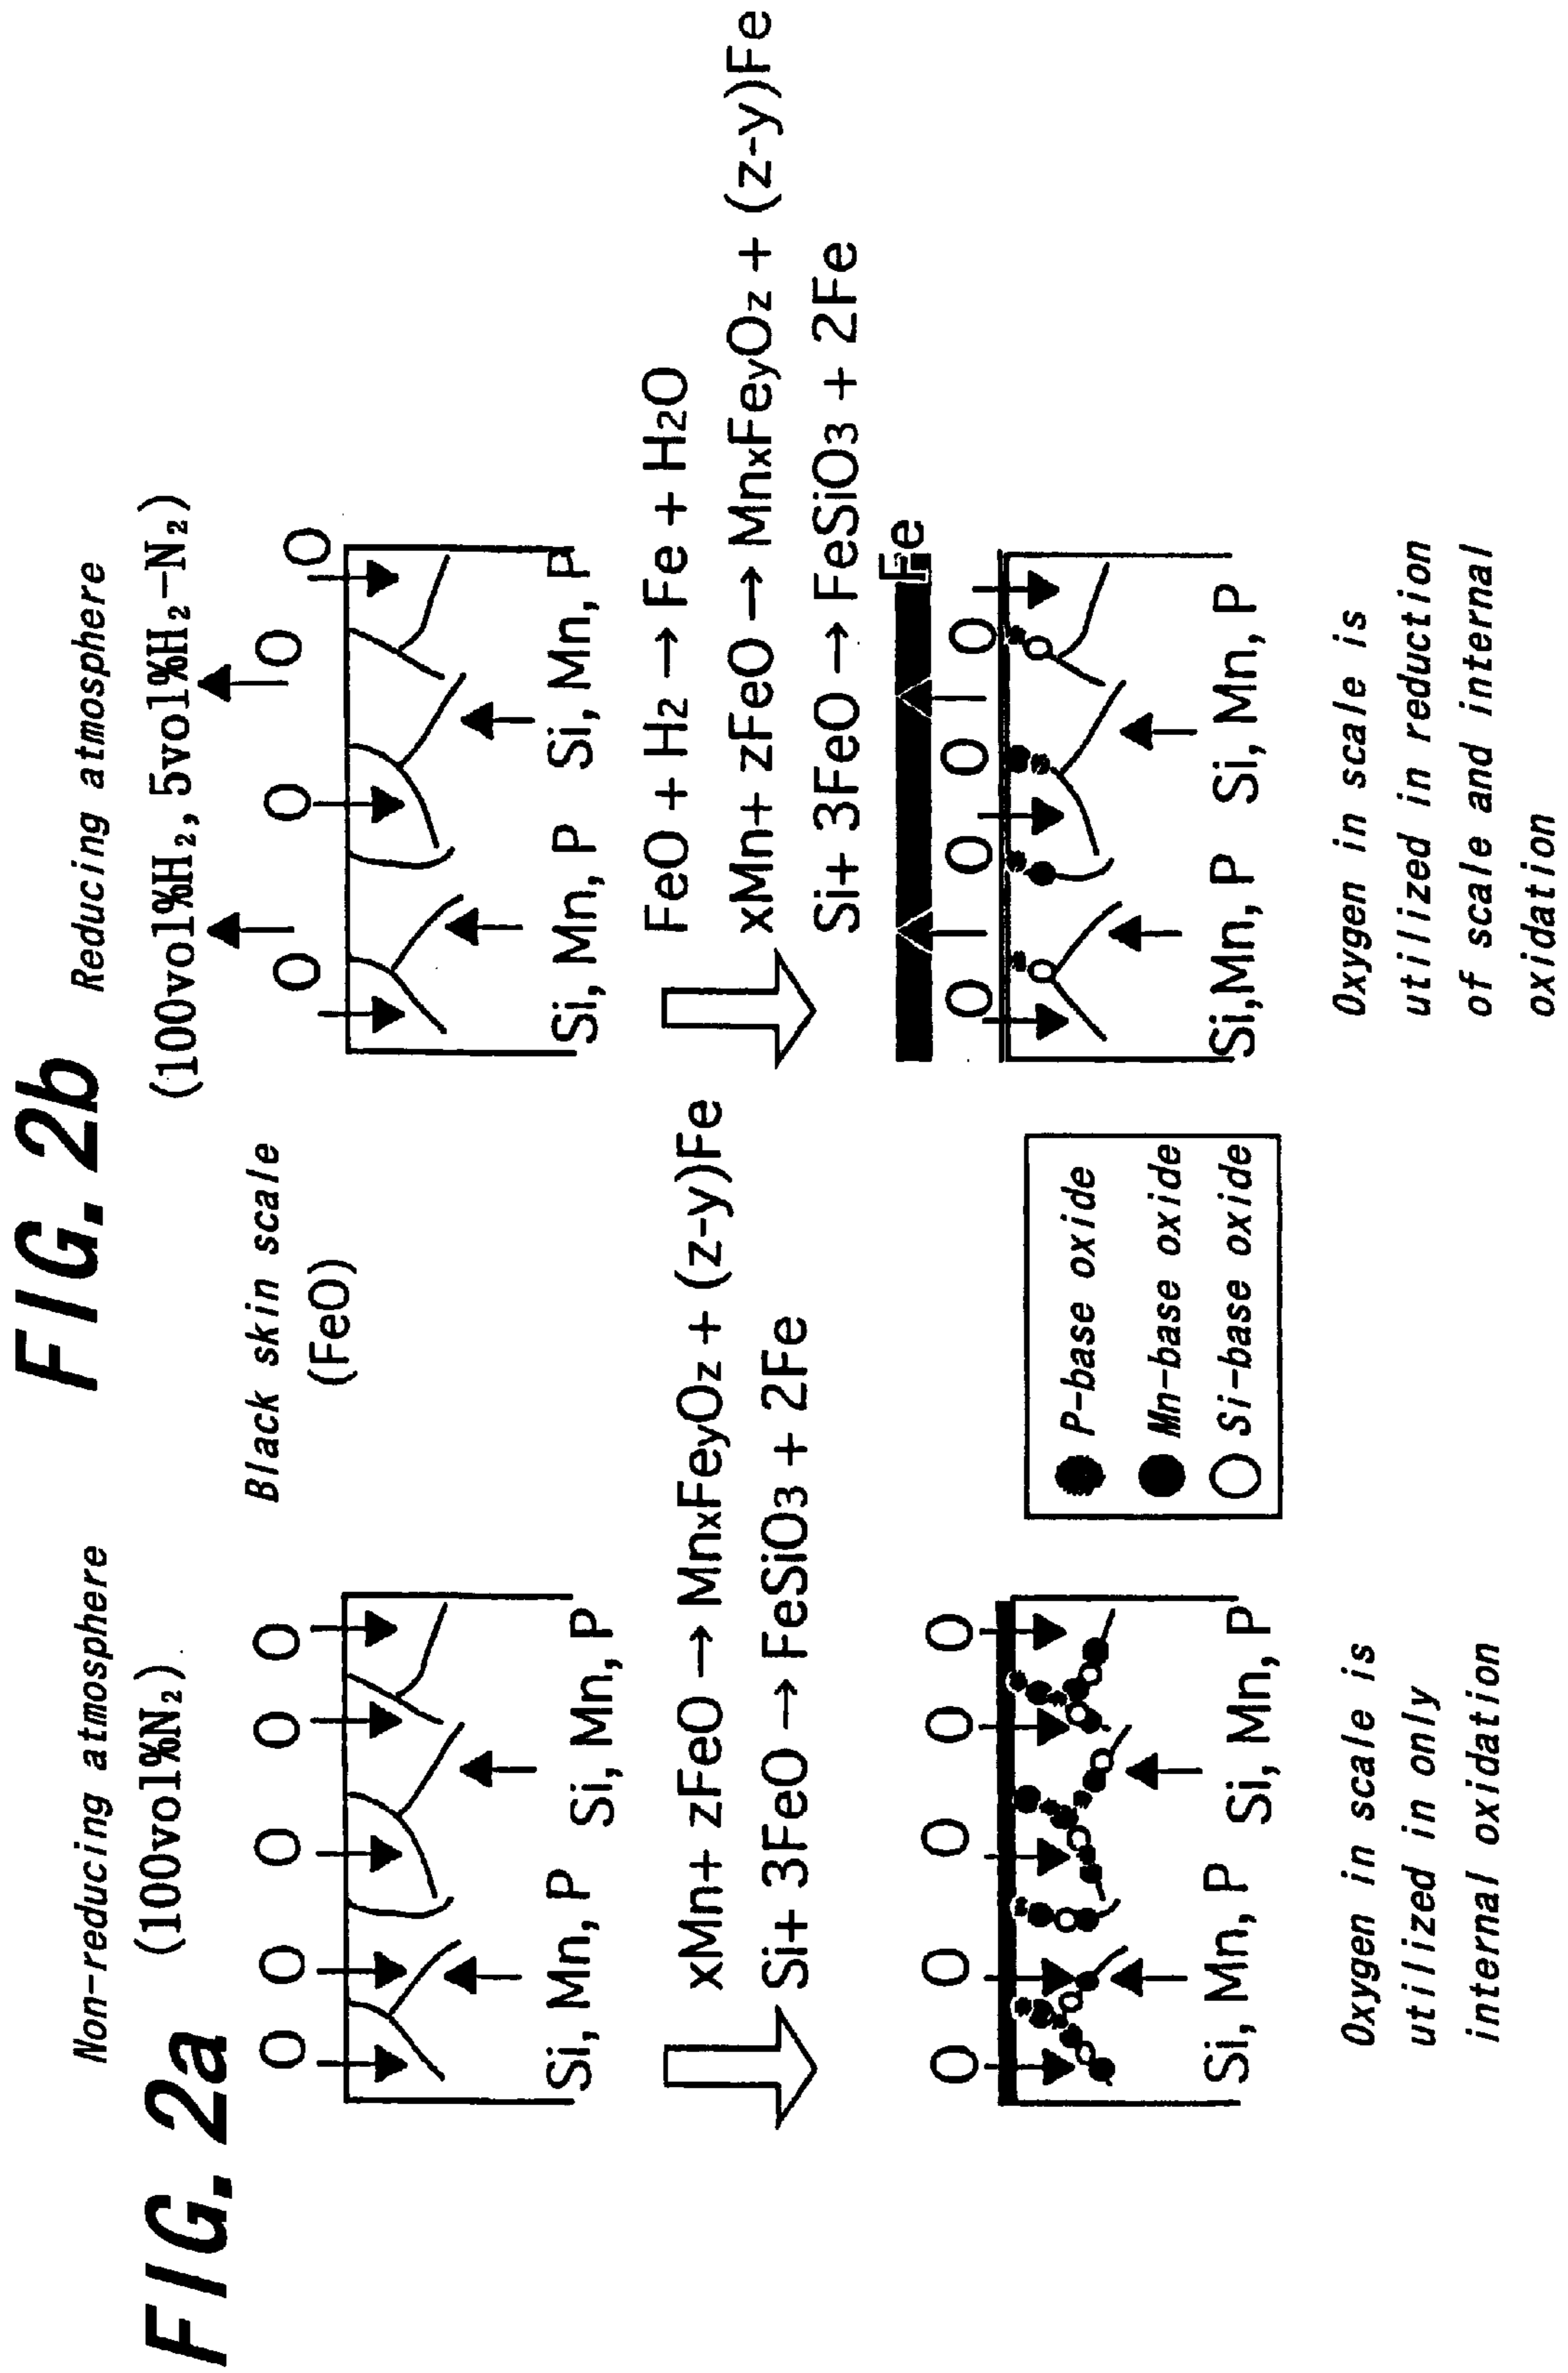 FIG. 2a
Non-reducing atmosphere
(100vol%N2)
O O O O O
Si, Mn, P Si, Mn, P
xMn+ zFeO → MnxFeyOz + (z-y)Fe
Si+ 3FeO → FeSiO3 + 2Fe
O O O O O
Si, Mn, P Si, Mn, P
Oxygen in scale is
utilized in only
internal oxidation
Black skin scale
(FeO)
P-base oxide
Mn-base oxide
Si-base oxide
FIG. 2b
Reducing atmosphere
(100vol%H2, 5vol%H2-N2)
O O O O
Si, Mn, P Si, Mn, P
FeO + H2 → Fe + H2O
xMn+ zFeO → MnxFeyOz + (z-y)Fe
Si+ 3FeO → FeSiO3 + 2Fe
Fe
O O O O
Si,Mn, P Si, Mn, P
Oxygen in scale is
utilized in reduction
of scale and internal
oxidation